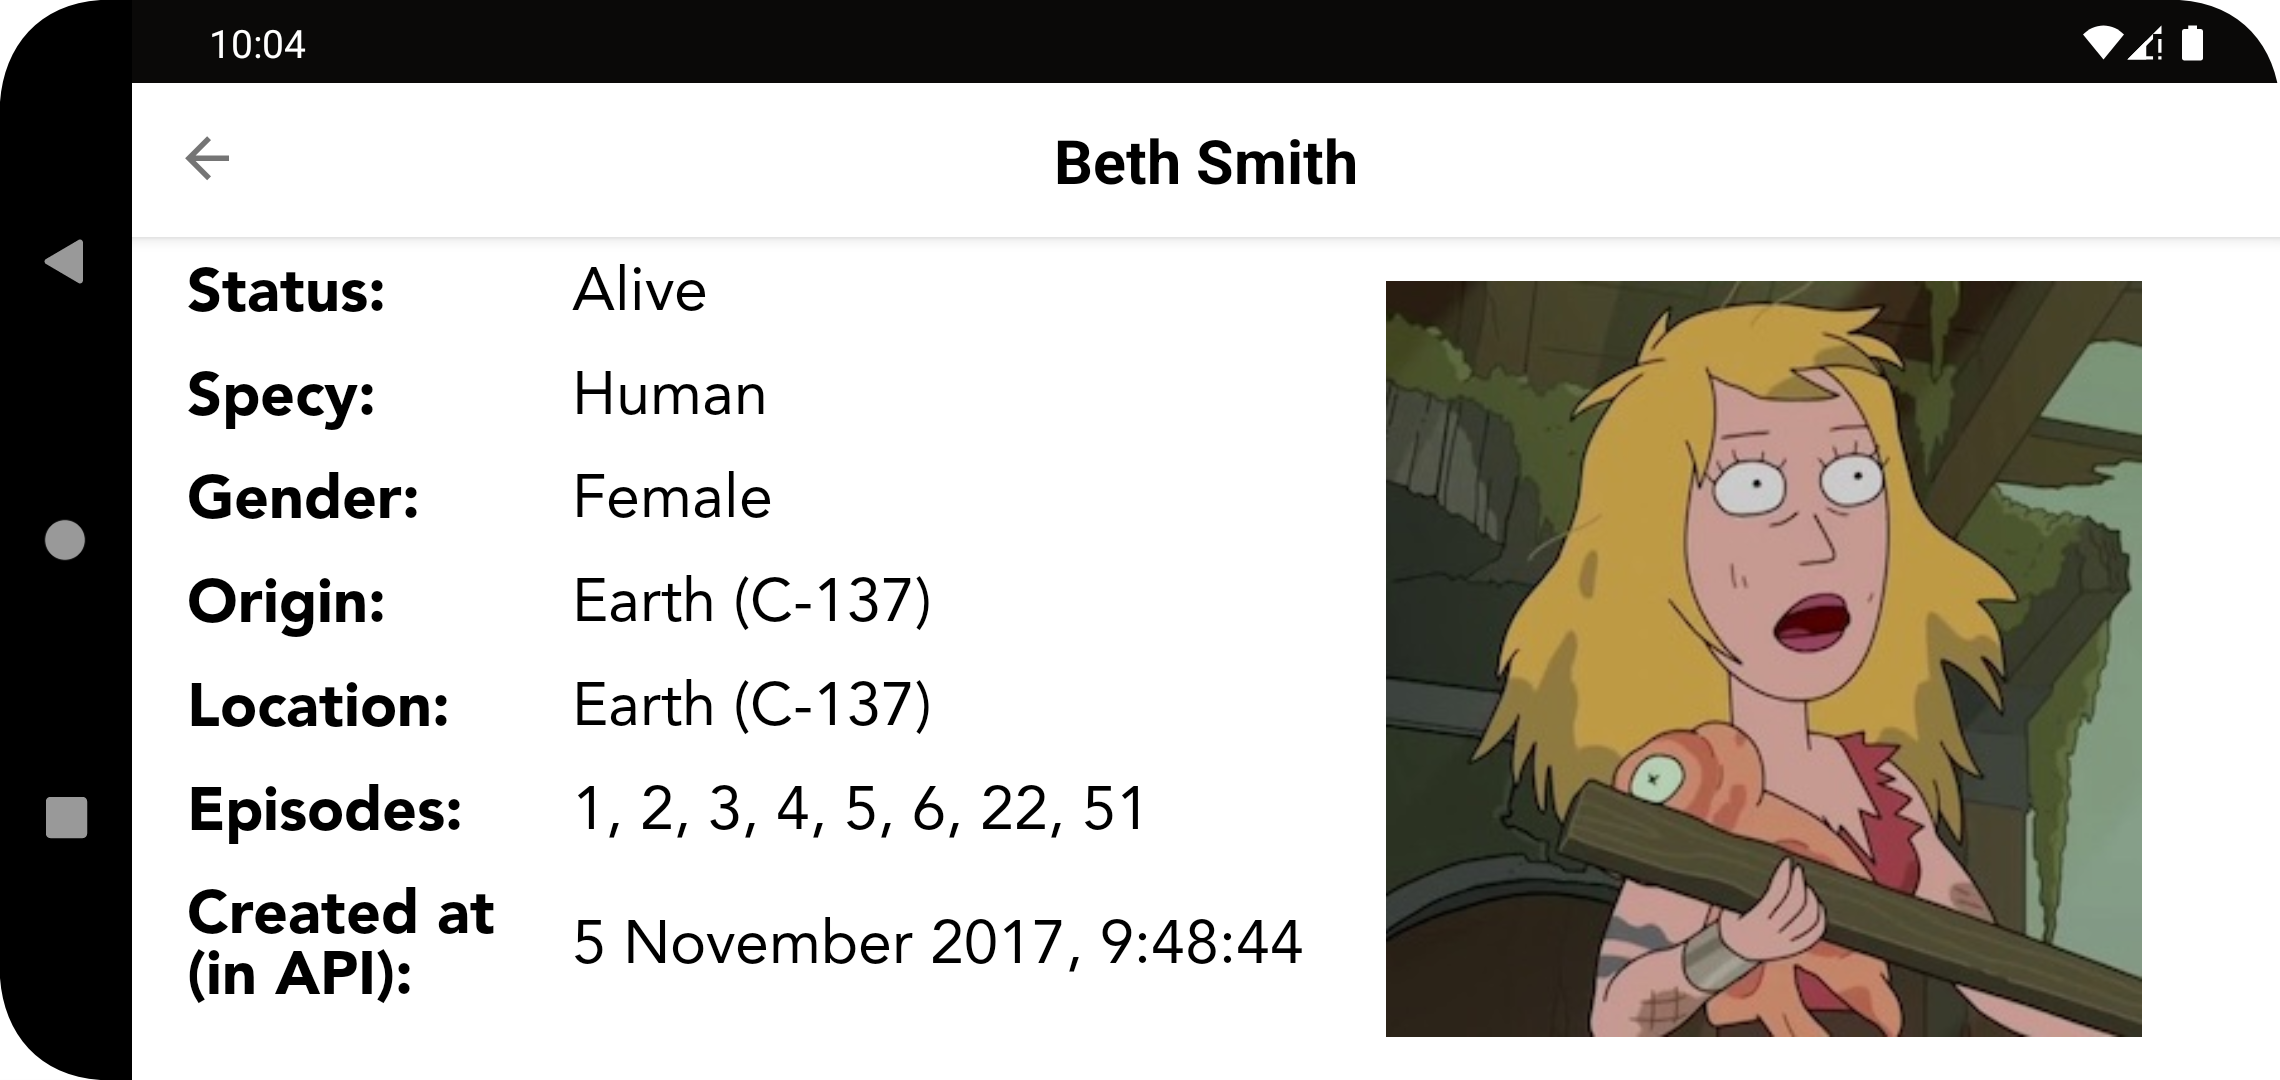 10:04
Beth Smith
Status: Alive
Specy: Human
Gender: Female
Origin: Earth (C-137)
Location: Earth (C-137)
Episodes: 1, 2, 3, 4, 5, 6, 22, 51
Created at
(in API): 5 November 2017, 9:48:44